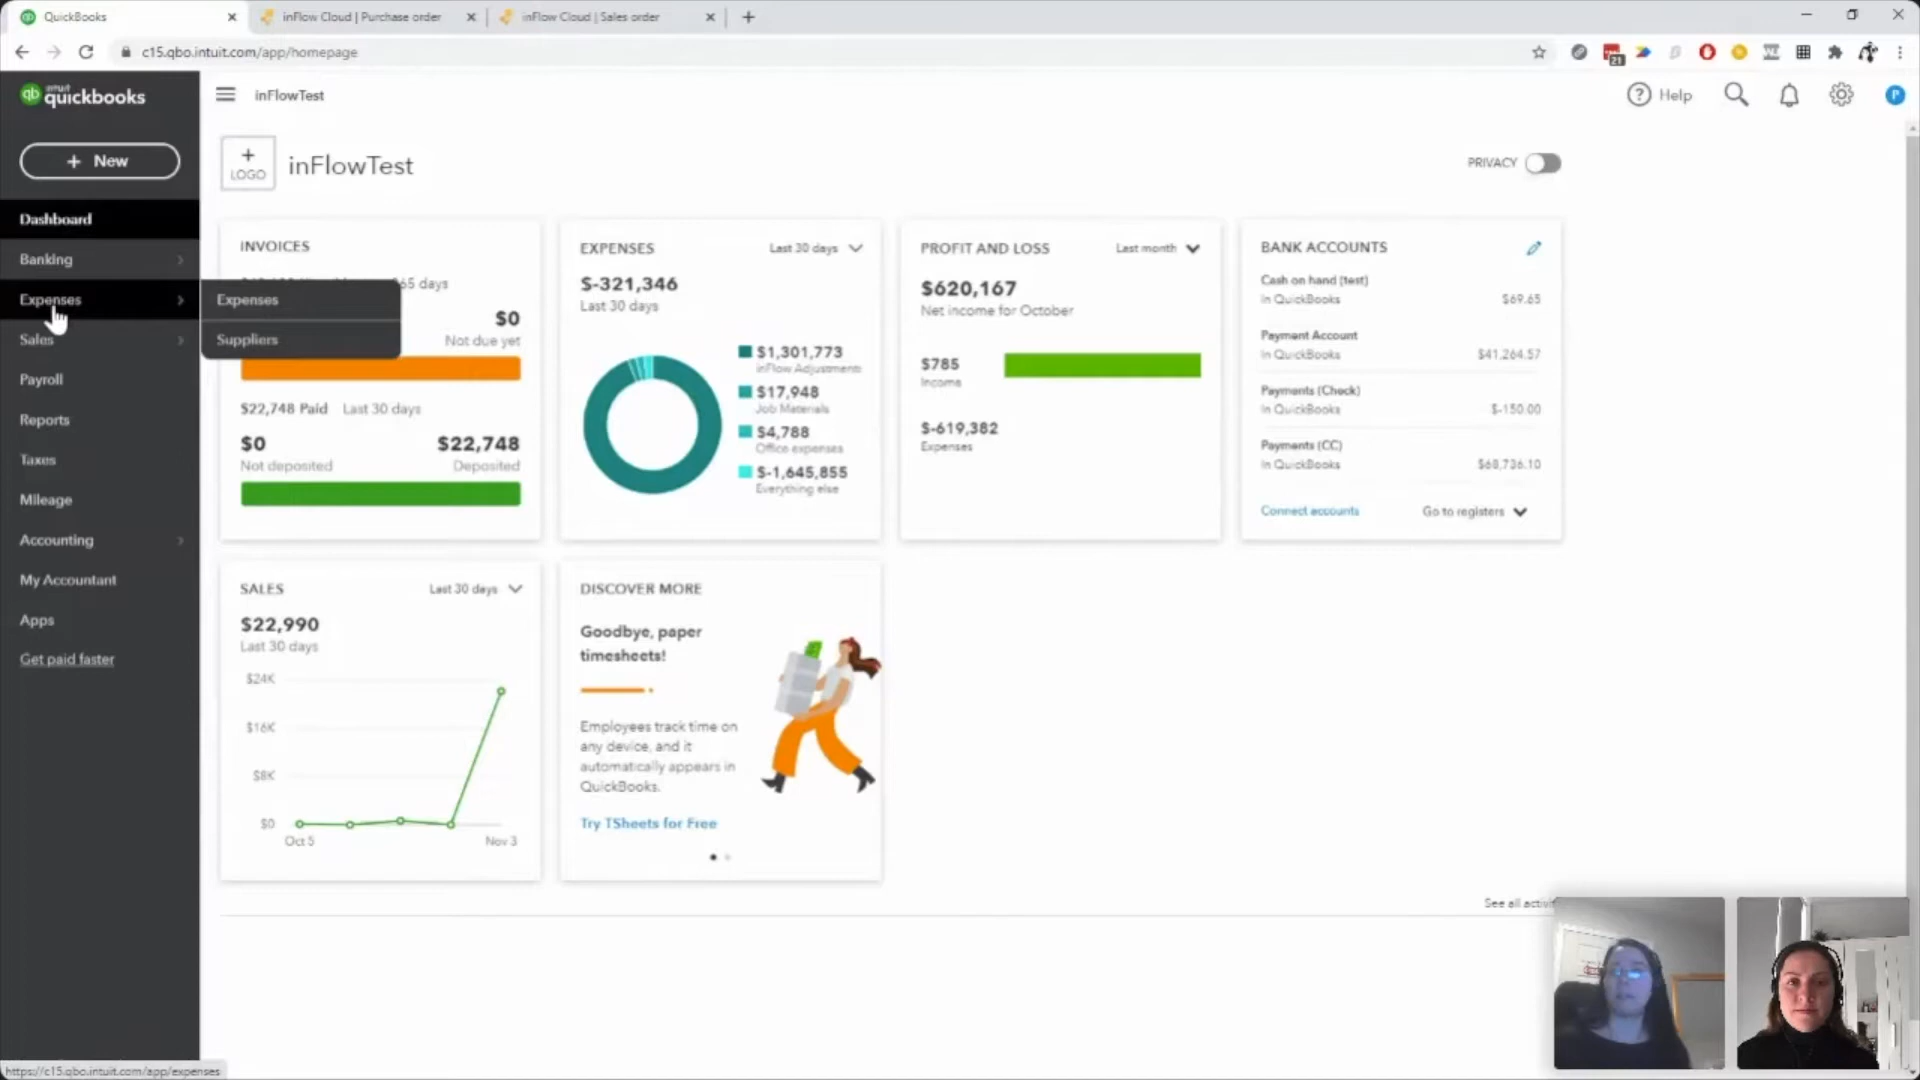 QuickBooks
inFlow Cloud | Purchase order
inFlow Cloud | Sales order
c15.qbo.intuit.com/app/homepage
21
qb
intuit
quickbooks
inFlowTest
Help
P
+ New
+
LOGO
inFlowTest
PRIVACY
Dashboard
Banking
Expenses
Sales
Payroll
Reports
Taxes
Mileage
Accounting
My Accountant
Apps
Get paid faster
Expenses
Suppliers
INVOICES
65 days
$0
Not due yet
$22,748 Paid Last 30 days
$0
$22,748
Not deposited
Deposited
EXPENSES
Last 30 days
$-321,346
Last 30 days
$1,301,773
inFlow Adjustments
$17,948
Job Materials
$4,788
Office expenses
$-1,645,855
Everything else
PROFIT AND LOSS
Last month
$620,167
Net income for October
$785
Income
$-619,382
Expenses
BANK ACCOUNTS
Cash on hand (test)
In QuickBooks
$69.65
Payment Account
In QuickBooks
$41,264.57
Payments (Check)
In QuickBooks
$-150.00
Payments (CC)
In QuickBooks
$68,736.10
Connect accounts
Go to registers
SALES
Last 30 days
$22,990
Last 30 days
$24K
$16K
$8K
$0
Oct 5
Nov 3
DISCOVER MORE
Goodbye, paper
timesheets!
Employees track time on
any device, and it
automatically appears in
QuickBooks.
Try TSheets for Free
See all activi
https://c15.qbo.intuit.com/app/expenses